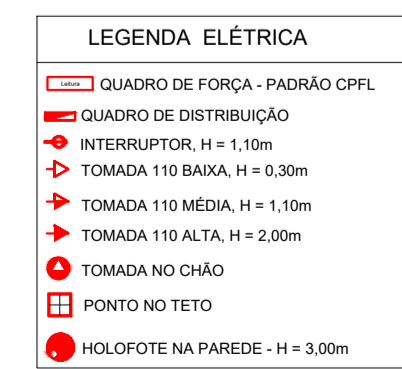 LEGENDA ELÉTRICA
Leitura QUADRO DE FORÇA - PADRÃO CPFL
QUADRO DE DISTRIBUIÇÃO
INTERRUPTOR, H = 1,10m
TOMADA 110 BAIXA, H = 0,30m
TOMADA 110 MÉDIA, H = 1,10m
TOMADA 110 ALTA, H = 2,00m
TOMADA NO CHÃO
PONTO NO TETO
HOLOFOTE NA PAREDE - H = 3,00m